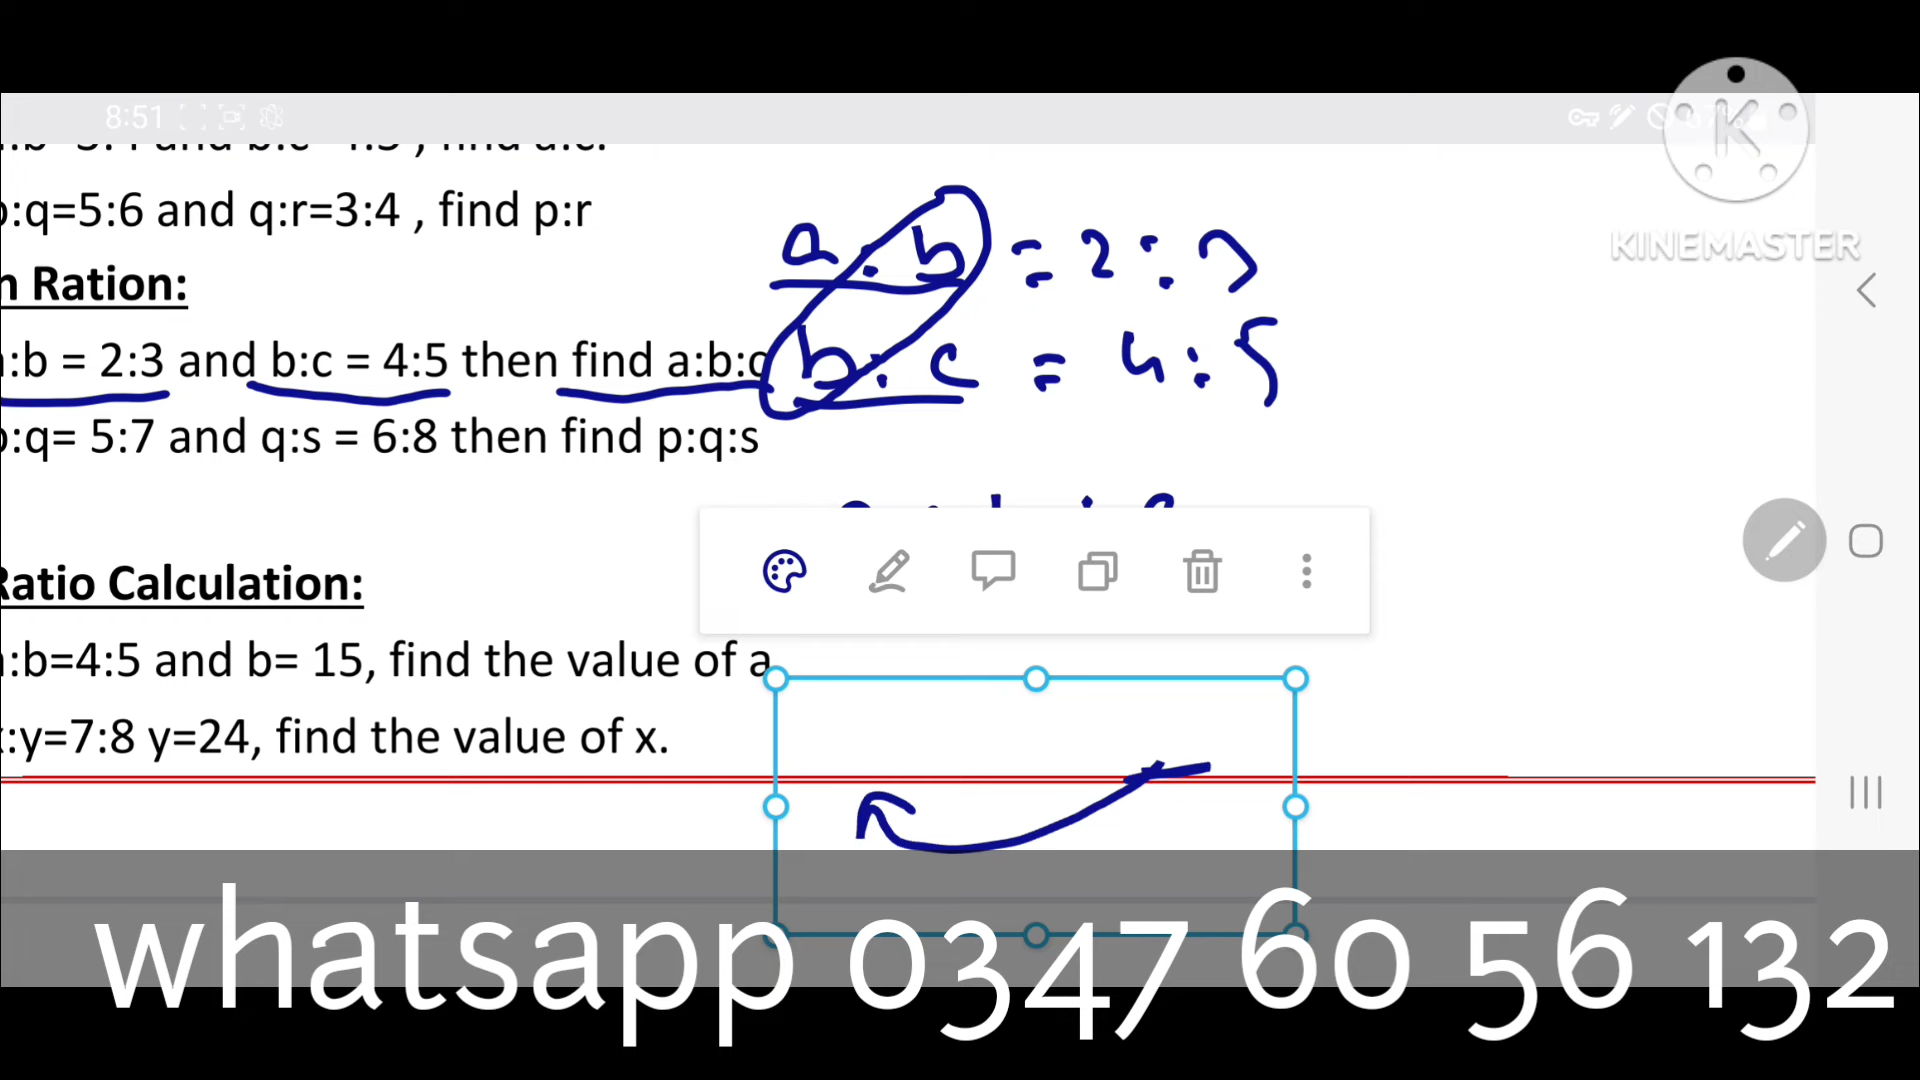 8:51
KINEMASTER
:q=5:6 and q:r=3:4 , find p:r
a : b = 2 : 3
n Ration:
:b = 2:3 and b:c = 4:5 then find a:b:c
b : c = 4 : 5
:q= 5:7 and q:s = 6:8 then find p:q:s
Ratio Calculation:
:b=4:5 and b= 15, find the value of a
:y=7:8 y=24, find the value of x.
whatsapp 0347 60 56 132